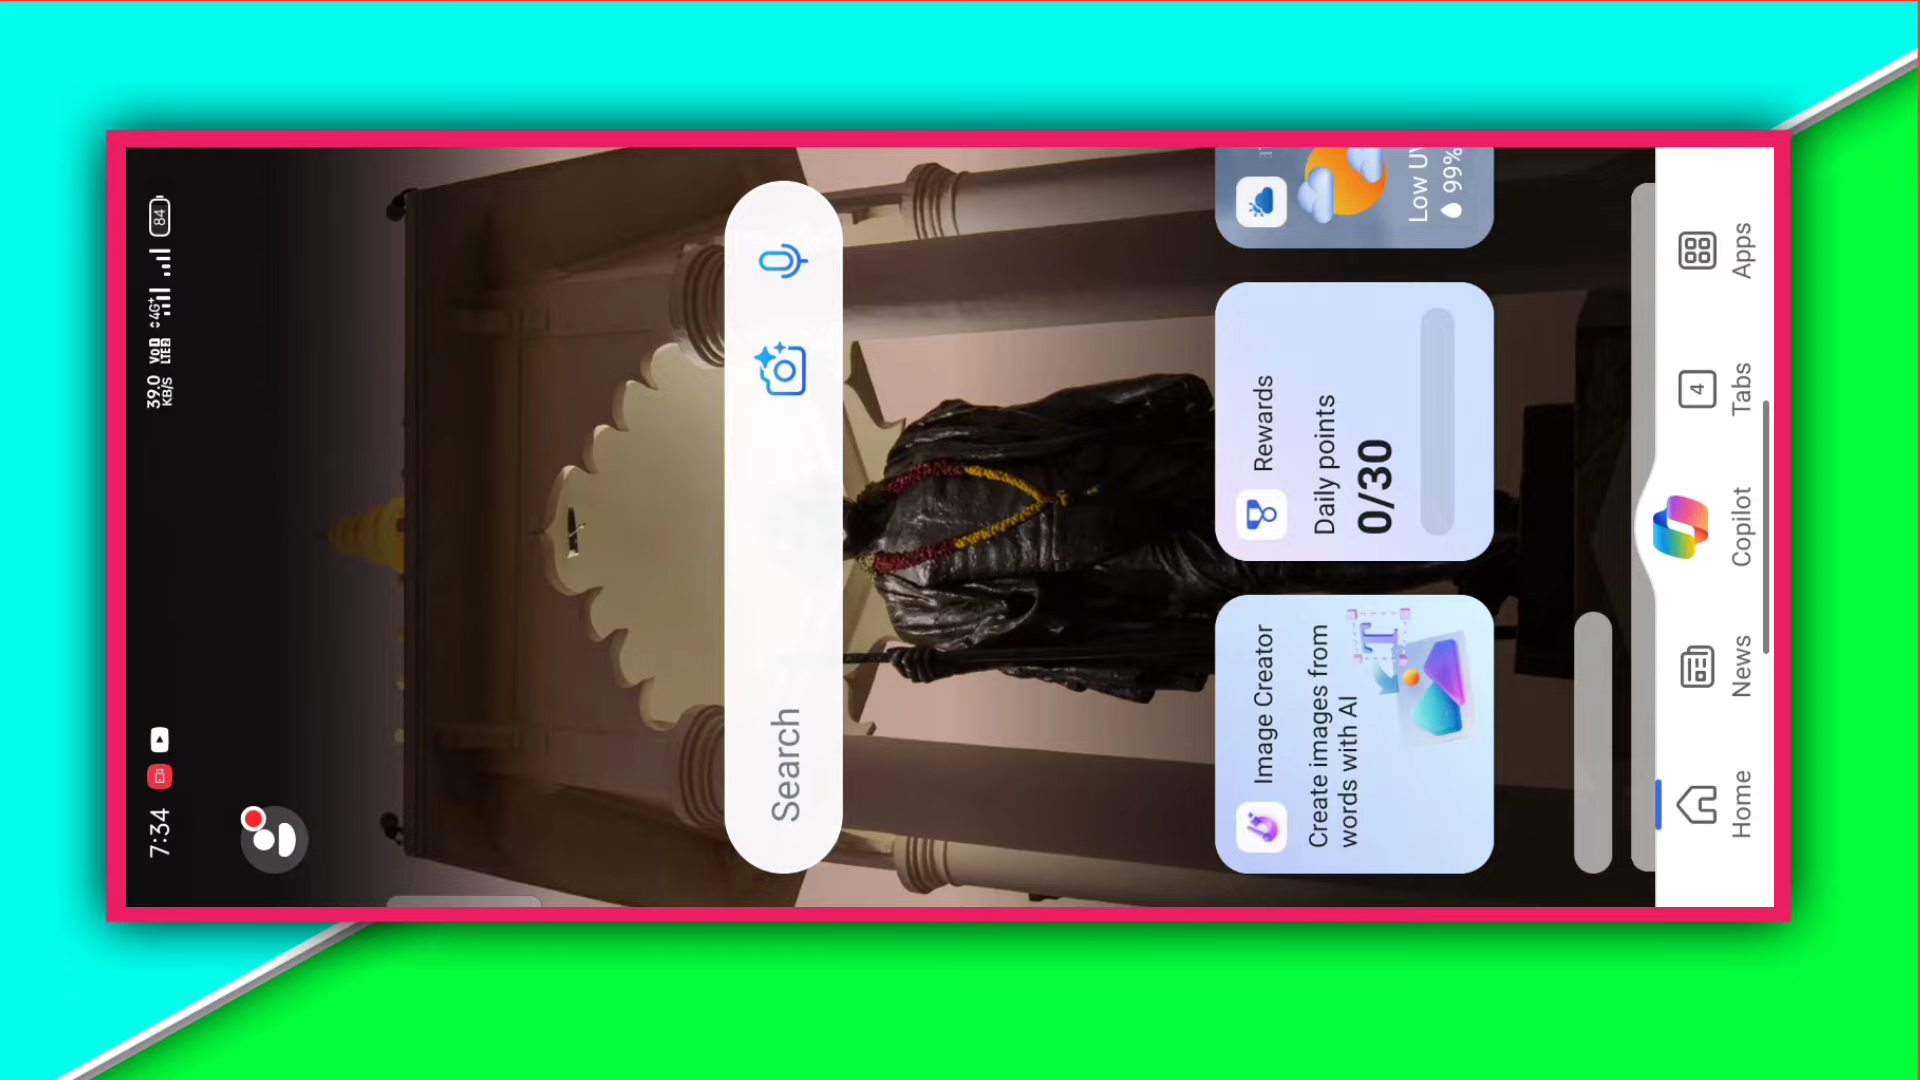 7:34
39.0
KB/S
VoD
LTE2
4G+
84
Search
Image Creator
Create images from
words with AI
Rewards
Daily points
0/30
Low UV
99%
Home
News
Copilot
4
Tabs
Apps